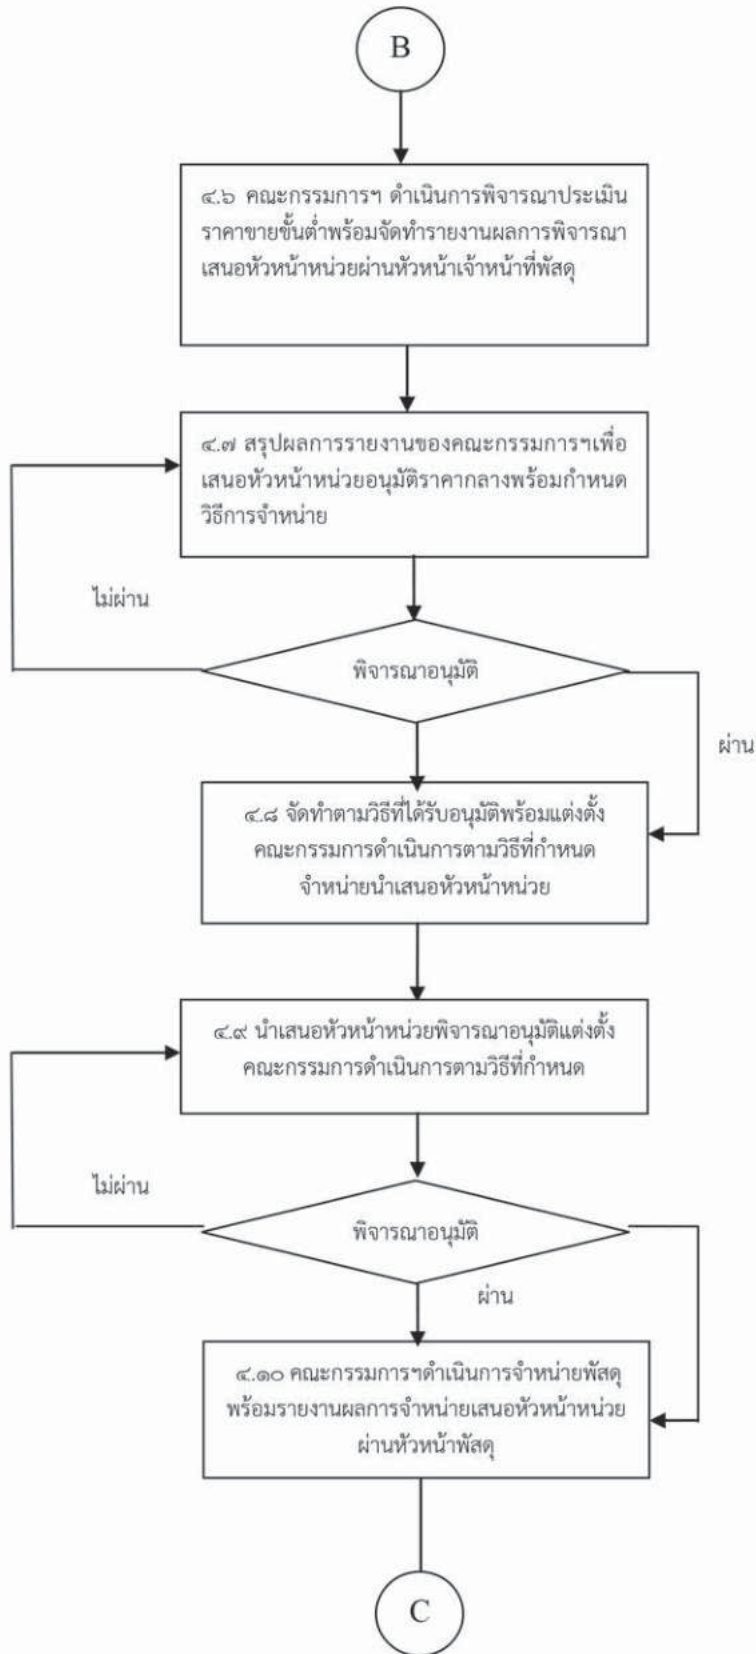 B
๔.๖ คณะกรรมการฯ ดำเนินการพิจารณาประเมิน
ราคาขายขั้นต่ำพร้อมจัดทำรายงานผลการพิจารณา
เสนอหัวหน้าหน่วยผ่านหัวหน้าเจ้าหน้าที่พัสดุ
๔.๗ สรุปผลการรายงานของคณะกรรมการฯเพื่อ
เสนอหัวหน้าหน่วยอนุมัติราคากลางพร้อมกำหนด
วิธีการจำหน่าย
ไม่ผ่าน
พิจารณาอนุมัติ
ผ่าน
๔.๘ จัดทำตามวิธีที่ได้รับอนุมัติพร้อมแต่งตั้ง
คณะกรรมการดำเนินการตามวิธีที่กำหนด
จำหน่ายนำเสนอหัวหน้าหน่วย
๔.๙ นำเสนอหัวหน้าหน่วยพิจารณาอนุมัติแต่งตั้ง
คณะกรรมการดำเนินการตามวิธีที่กำหนด
ไม่ผ่าน
พิจารณาอนุมัติ
ผ่าน
๔.๑๐ คณะกรรมการฯดำเนินการจำหน่ายพัสดุ
พร้อมรายงานผลการจำหน่ายเสนอหัวหน้าหน่วย
ผ่านหัวหน้าพัสดุ
C